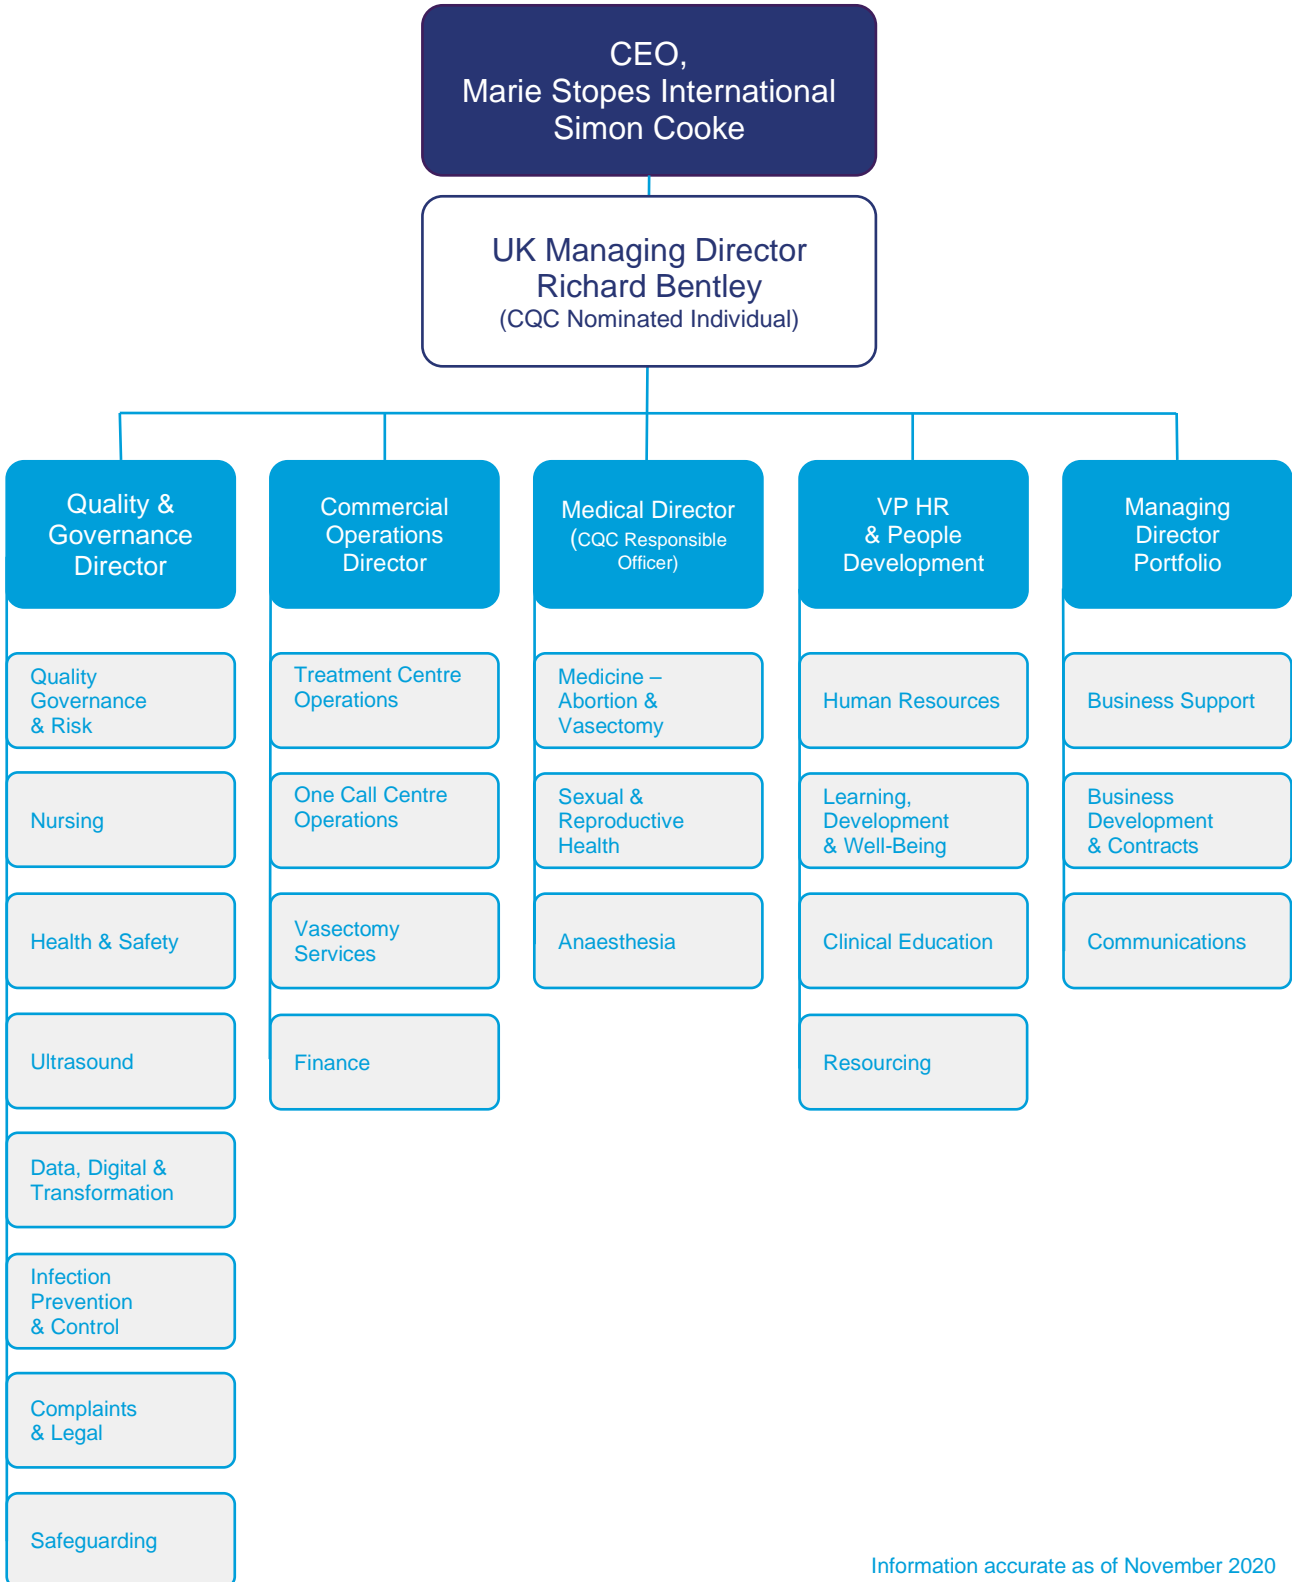 CEO,
Marie Stopes International
Simon Cooke
UK Managing Director
Richard Bentley
(CQC Nominated Individual)
Quality &
Governance
Director
Commercial
Operations
Director
Medical Director
(CQC Responsible
Officer)
VP HR
& People
Development
Managing
Director
Portfolio
Quality
Governance
& Risk
Nursing
Health & Safety
Ultrasound
Data, Digital &
Transformation
Infection
Prevention
& Control
Complaints
& Legal
Safeguarding
Treatment Centre
Operations
One Call Centre
Operations
Vasectomy
Services
Finance
Medicine –
Abortion &
Vasectomy
Sexual &
Reproductive
Health
Anaesthesia
Human Resources
Learning,
Development
& Well-Being
Clinical Education
Resourcing
Business Support
Business
Development
& Contracts
Communications
Information accurate as of November 2020